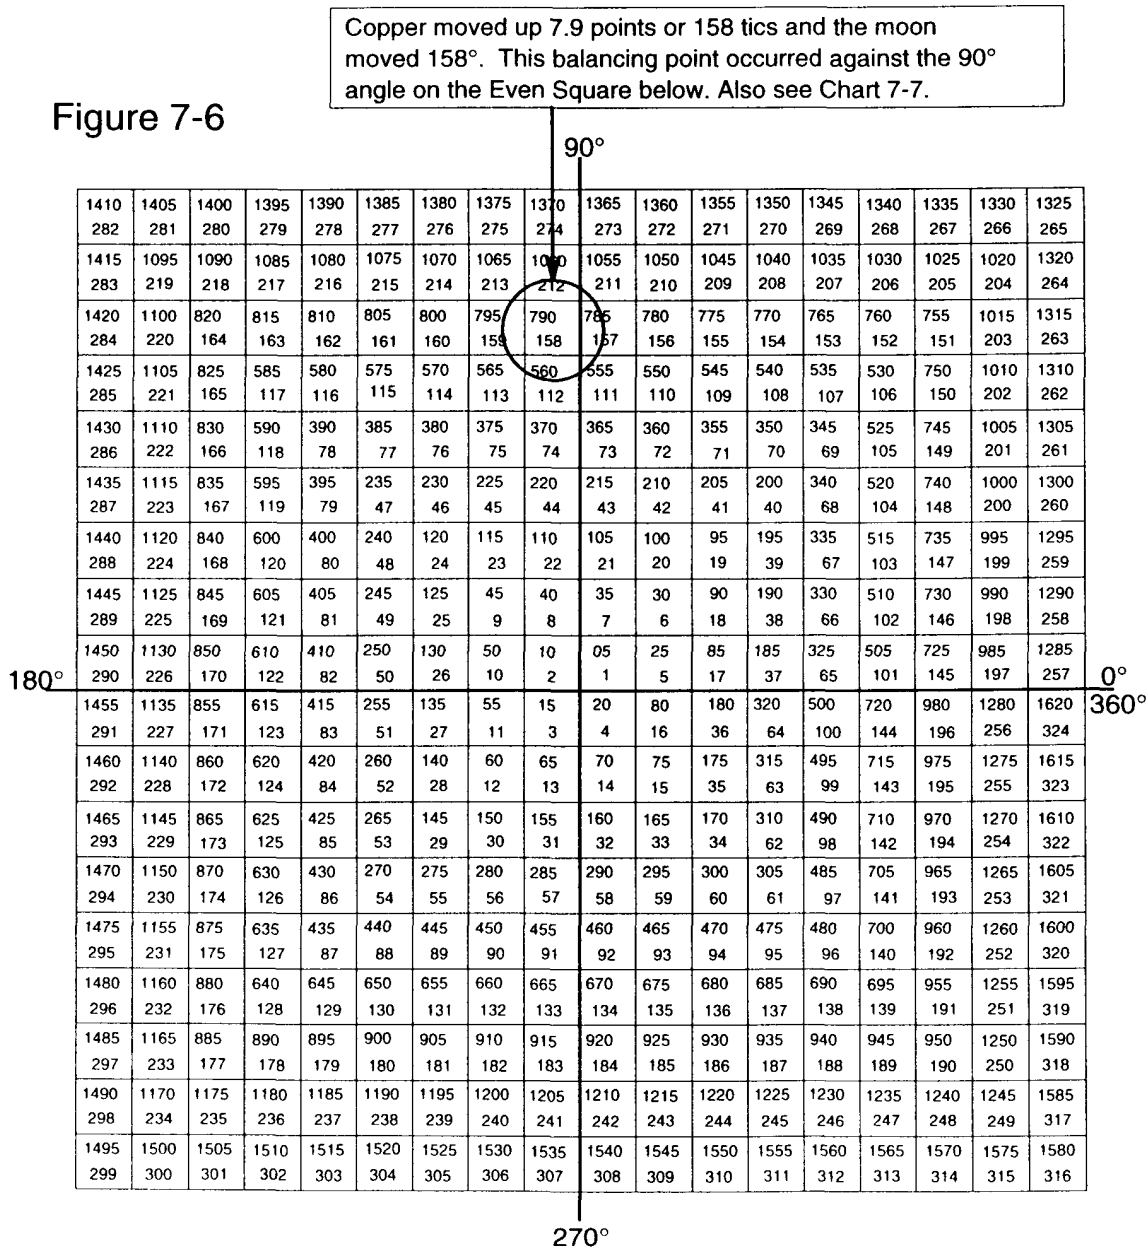 Copper moved up 7.9 points or 158 tics and the moon
moved 158°. This balancing point occurred against the 90°
angle on the Even Square below. Also see Chart 7-7.
Figure 7-6
90°
1410 1405 1400 1395 1390 1385 1380 1375 1370 1365 1360 1355 1350 1345 1340 1335 1330 1325
282 281 280 279 278 277 276 275 274 273 272 271 270 269 268 267 266 265
1415 1095 1090 1085 1080 1075 1070 1065 1060 1055 1050 1045 1040 1035 1030 1025 1020 1320
283 219 218 217 216 215 214 213 212 211 210 209 208 207 206 205 204 264
1420 1100 820 815 810 805 800 795 790 785 780 775 770 765 760 755 1015 1315
284 220 164 163 162 161 160 159 158 157 156 155 154 153 152 151 203 263
1425 1105 825 585 580 575 570 565 560 555 550 545 540 535 530 750 1010 1310
285 221 165 117 116 115 114 113 112 111 110 109 108 107 106 150 202 262
1430 1110 830 590 390 385 380 375 370 365 360 355 350 345 525 745 1005 1305
286 222 166 118 78 77 76 75 74 73 72 71 70 69 105 149 201 261
1435 1115 835 595 395 235 230 225 220 215 210 205 200 340 520 740 1000 1300
287 223 167 119 79 47 46 45 44 43 42 41 40 68 104 148 200 260
1440 1120 840 600 400 240 120 115 110 105 100 95 195 335 515 735 995 1295
288 224 168 120 80 48 24 23 22 21 20 19 39 67 103 147 199 259
1445 1125 845 605 405 245 125 45 40 35 30 90 190 330 510 730 990 1290
289 225 169 121 81 49 25 9 8 7 6 18 38 66 102 146 198 258
1450 1130 850 610 410 250 130 50 10 05 25 85 185 325 505 725 985 1285
290 226 170 122 82 50 26 10 2 1 5 17 37 65 101 145 197 257
180° 0°
360°
1455 1135 855 615 415 255 135 55 15 20 80 180 320 500 720 980 1280 1620
291 227 171 123 83 51 27 11 3 4 16 36 64 100 144 196 256 324
1460 1140 860 620 420 260 140 60 65 70 75 175 315 495 715 975 1275 1615
292 228 172 124 84 52 28 12 13 14 15 35 63 99 143 195 255 323
1465 1145 865 625 425 265 145 150 155 160 165 170 310 490 710 970 1270 1610
293 229 173 125 85 53 29 30 31 32 33 34 62 98 142 194 254 322
1470 1150 870 630 430 270 275 280 285 290 295 300 305 485 705 965 1265 1605
294 230 174 126 86 54 55 56 57 58 59 60 61 97 141 193 253 321
1475 1155 875 635 435 440 445 450 455 460 465 470 475 480 700 960 1260 1600
295 231 175 127 87 88 89 90 91 92 93 94 95 96 140 192 252 320
1480 1160 880 640 645 650 655 660 665 670 675 680 685 690 695 955 1255 1595
296 232 176 128 129 130 131 132 133 134 135 136 137 138 139 191 251 319
1485 1165 885 890 895 900 905 910 915 920 925 930 935 940 945 950 1250 1590
297 233 177 178 179 180 181 182 183 184 185 186 187 188 189 190 250 318
1490 1170 1175 1180 1185 1190 1195 1200 1205 1210 1215 1220 1225 1230 1235 1240 1245 1585
298 234 235 236 237 238 239 240 241 242 243 244 245 246 247 248 249 317
1495 1500 1505 1510 1515 1520 1525 1530 1535 1540 1545 1550 1555 1560 1565 1570 1575 1580
299 300 301 302 303 304 305 306 307 308 309 310 311 312 313 314 315 316
270°